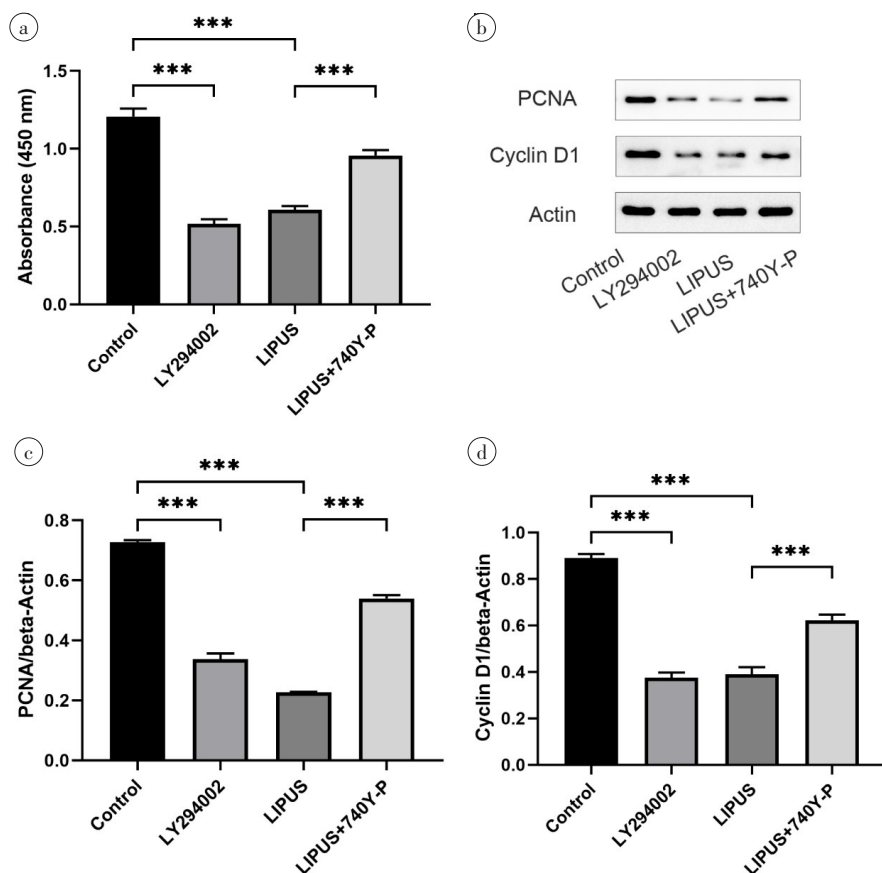 a
***
***
***
1.5
1.0
0.5
0.0
Absorbance (450 nm)
Control
LY294002
LIPUS
LIPUS+740Y-P
b
PCNA
Cyclin D1
Actin
Control
LY294002
LIPUS
LIPUS+740Y-P
c
***
***
***
0.8
0.6
0.4
0.2
0.0
PCNA/beta-Actin
Control
LY294002
LIPUS
LIPUS+740Y-P
d
***
***
***
1.0
0.8
0.6
0.4
0.2
0.0
Cyclin D1/beta-Actin
Control
LY294002
LIPUS
LIPUS+740Y-P